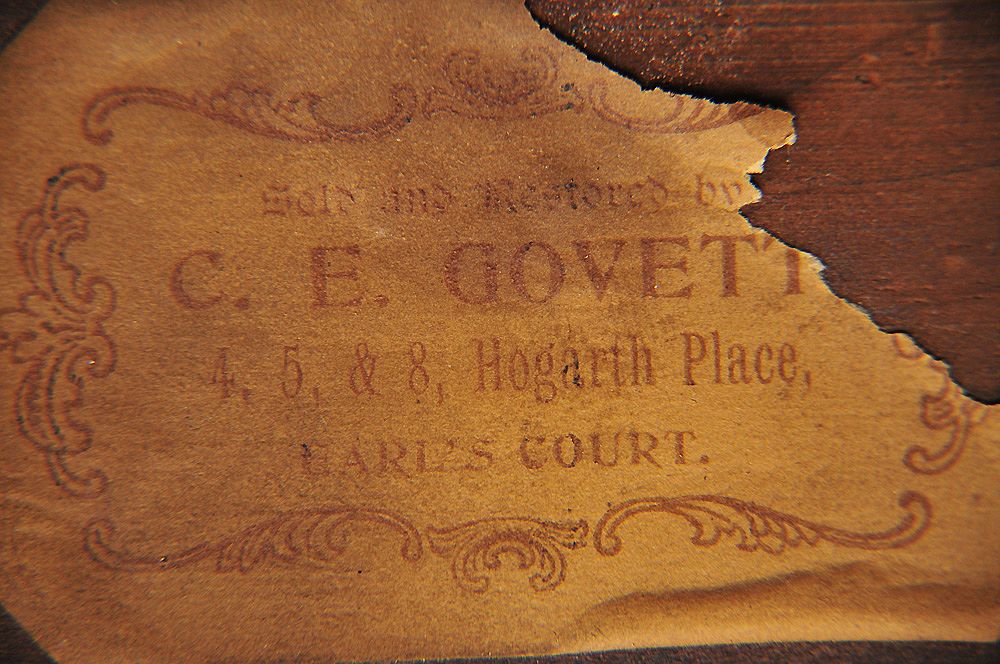 Sold and Restored by
C. E. GOVETT
4, 5, & 8, Hogarth Place,
EARL'S COURT.